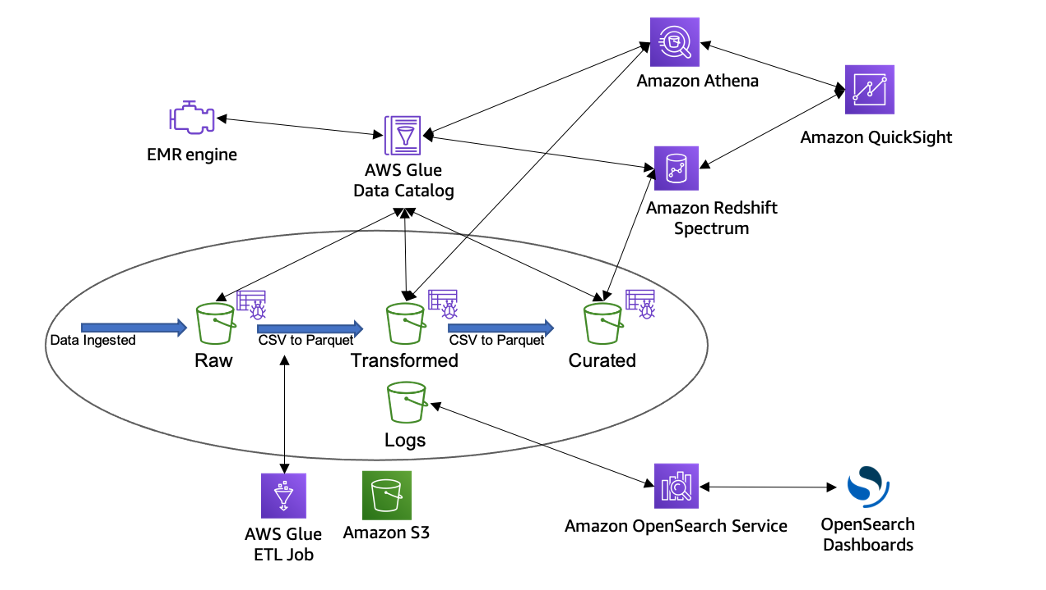 Amazon Athena
Amazon QuickSight
EMR engine
AWS Glue
Data Catalog
Amazon Redshift
Spectrum
Data Ingested
CSV to Parquet
CSV to Parquet
Raw
Transformed
Curated
Logs
AWS Glue
ETL Job
Amazon S3
Amazon OpenSearch Service
OpenSearch
Dashboards